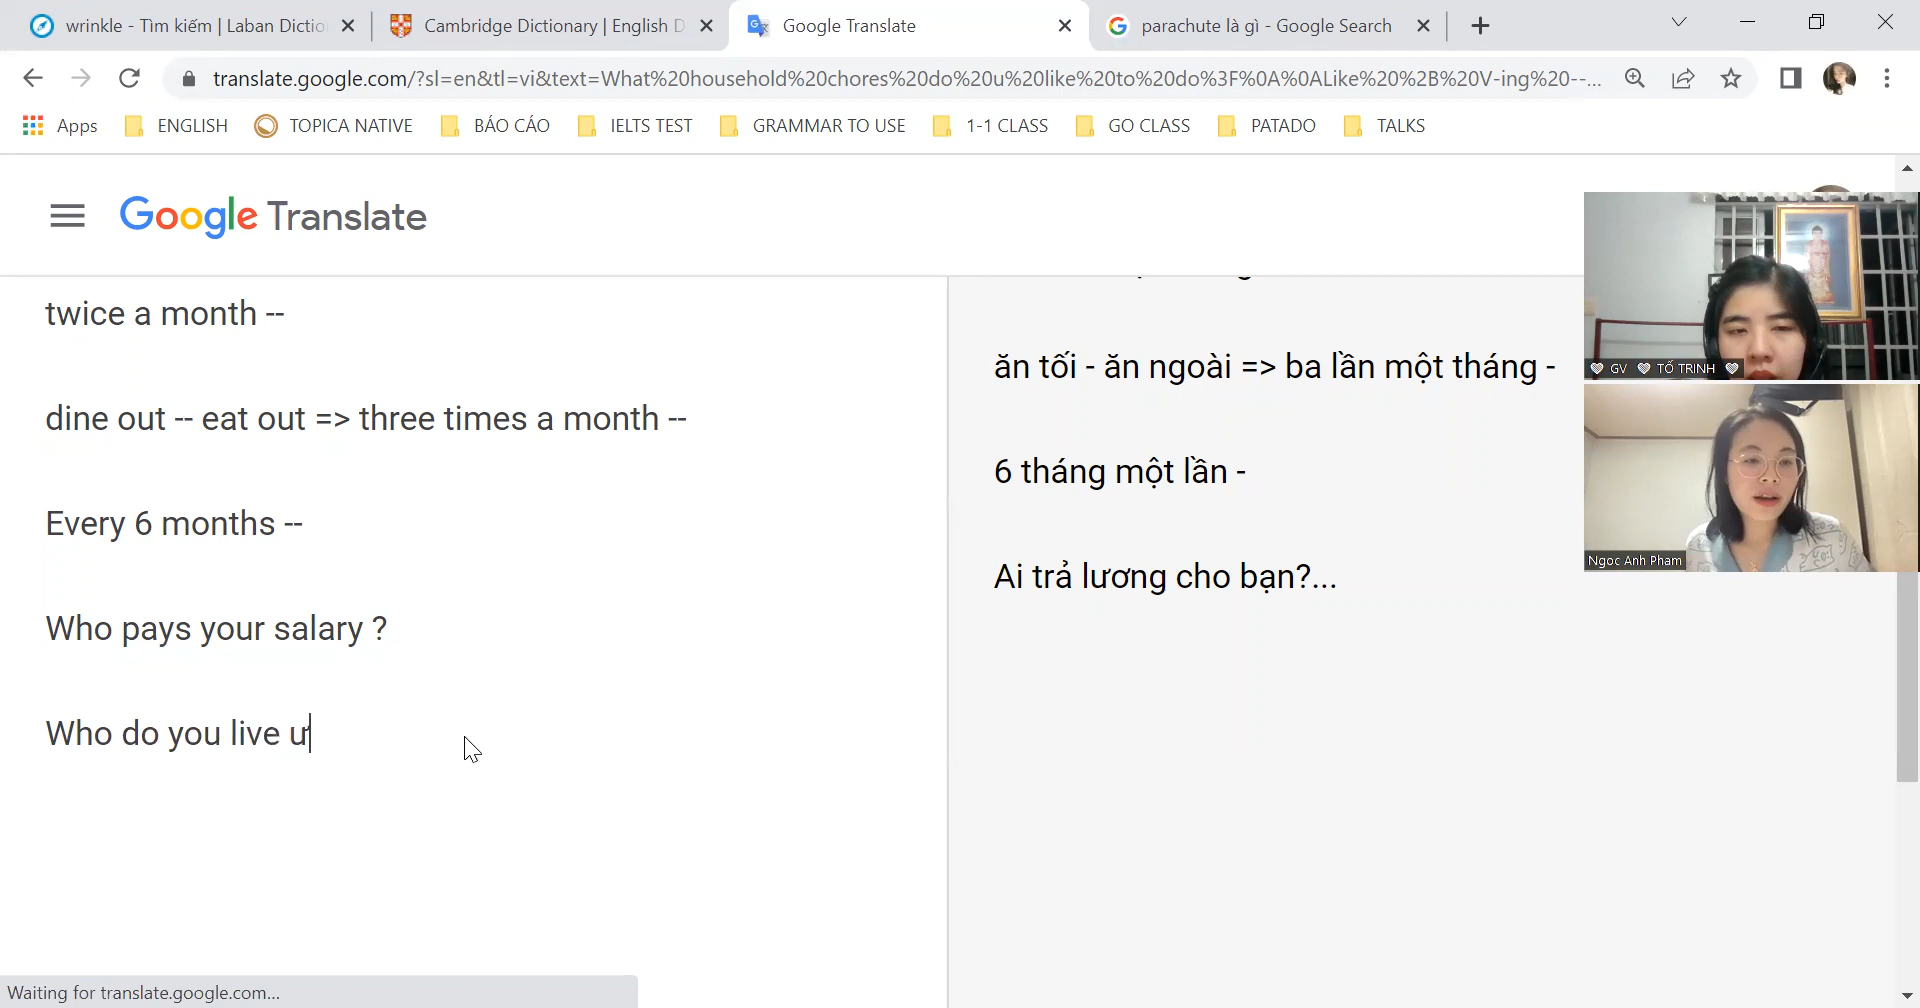 wrinkle - Tìm kiếm | Laban Dictio
Cambridge Dictionary | English D
Google Translate
parachute là gì - Google Search
translate.google.com/?sl=en&tl=vi&text=What%20household%20chores%20do%20u%20like%20to%20do%3F%0A%0ALike%20%2B%20V-ing%20--...
Apps
ENGLISH
TOPICA NATIVE
BÁO CÁO
IELTS TEST
GRAMMAR TO USE
1-1 CLASS
GO CLASS
PATADO
TALKS
Google Translate
twice a month --
dine out -- eat out => three times a month --
Every 6 months --
Who pays your salary ?
Who do you live ư
ăn tối - ăn ngoài => ba lần một tháng -
6 tháng một lần -
Ai trả lương cho bạn?...
GV TỐ TRINH
Ngoc Anh Pham
Waiting for translate.google.com...